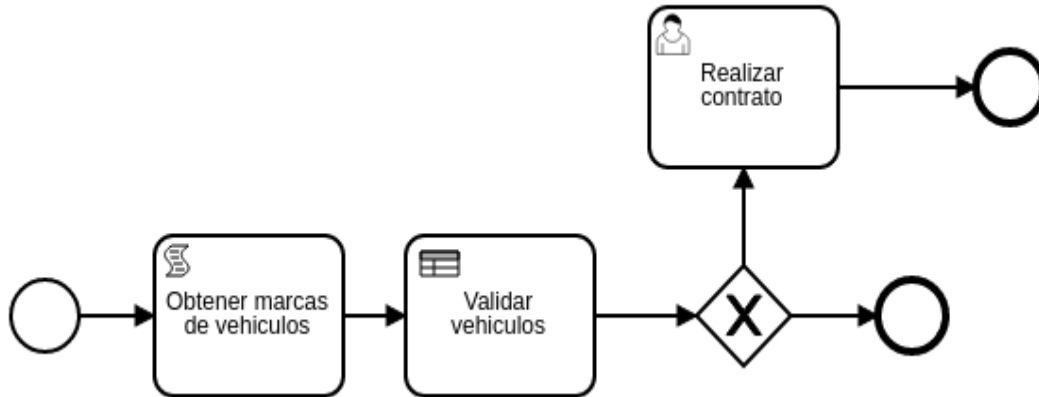 Realizar
contrato
Obtener marcas
de vehiculos
Validar
vehiculos